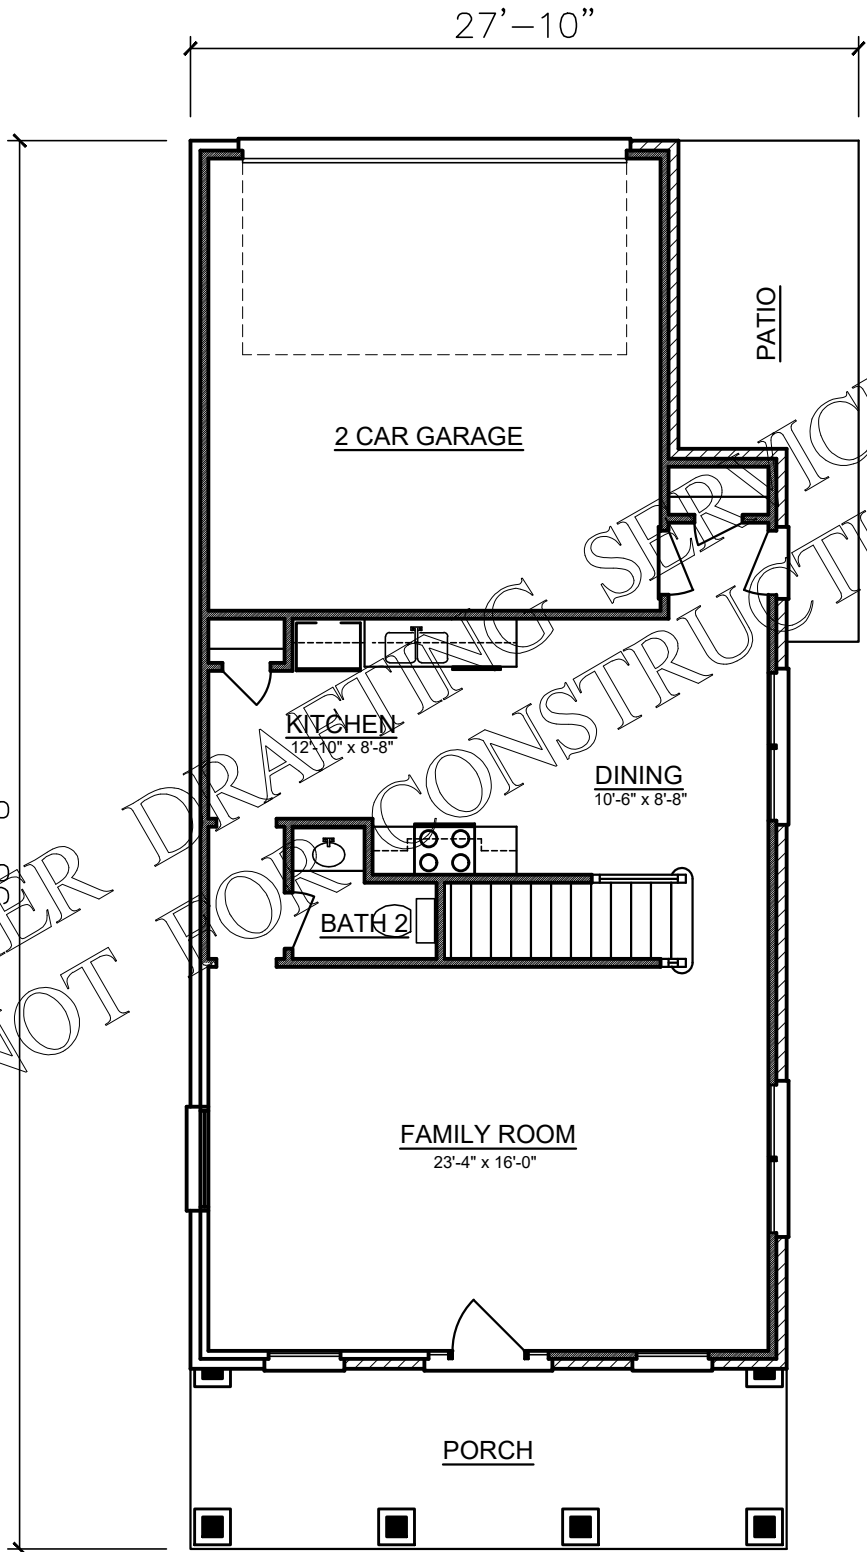 27'-10"
PATIO
2 CAR GARAGE
KITCHEN
12'-10" x 8'-8"
DINING
10'-6" x 8'-8"
BATH 2
FAMILY ROOM
23'-4" x 16'-0"
PORCH
DRAFTING
NOT FOR